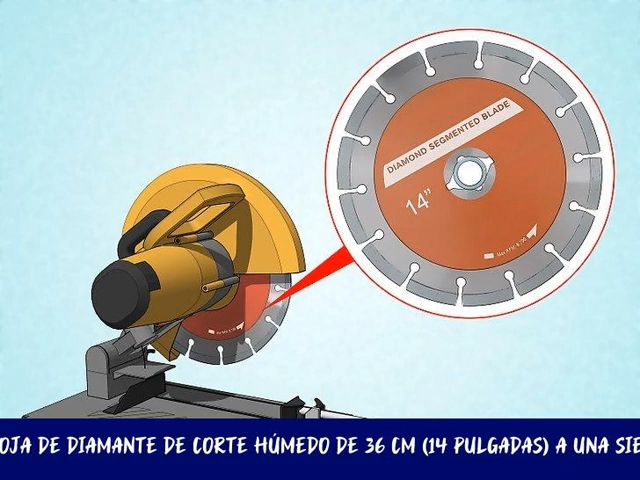 DIAMOND SEGMENTED BLADE
14"
OJA DE DIAMANTE DE CORTE HÚMEDO DE 36 CM (14 PULGADAS) A UNA SIE